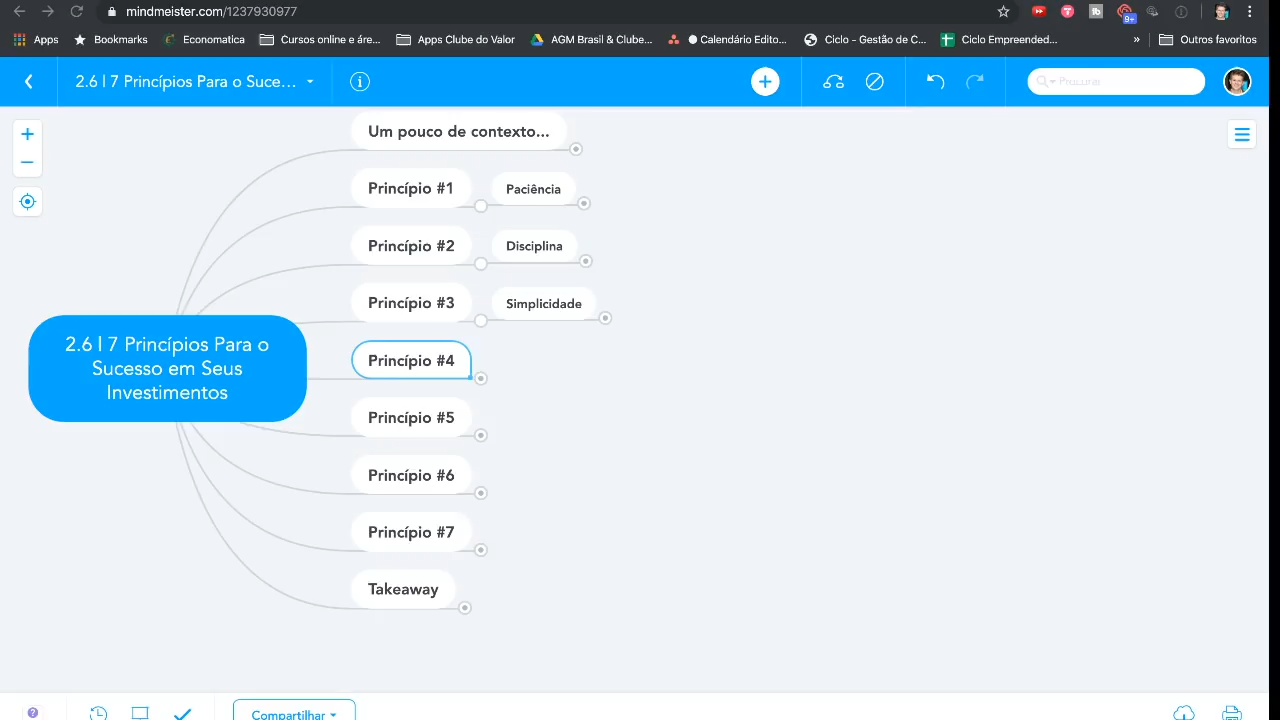 mindmeister.com/1237930977
9+
Apps
Bookmarks
Economatica
Cursos online e áre...
Apps Clube do Valor
AGM Brasil & Clube...
Calendário Edito...
Ciclo - Gestão de C...
Ciclo Empreended...
»
Outros favoritos
2.6 | 7 Princípios Para o Suce...
Procurar
Um pouco de contexto...
Princípio #1
Paciência
Princípio #2
Disciplina
Princípio #3
Simplicidade
2.6 | 7 Princípios Para o
Sucesso em Seus
Investimentos
Princípio #4
Princípio #5
Princípio #6
Princípio #7
Takeaway
Compartilhar